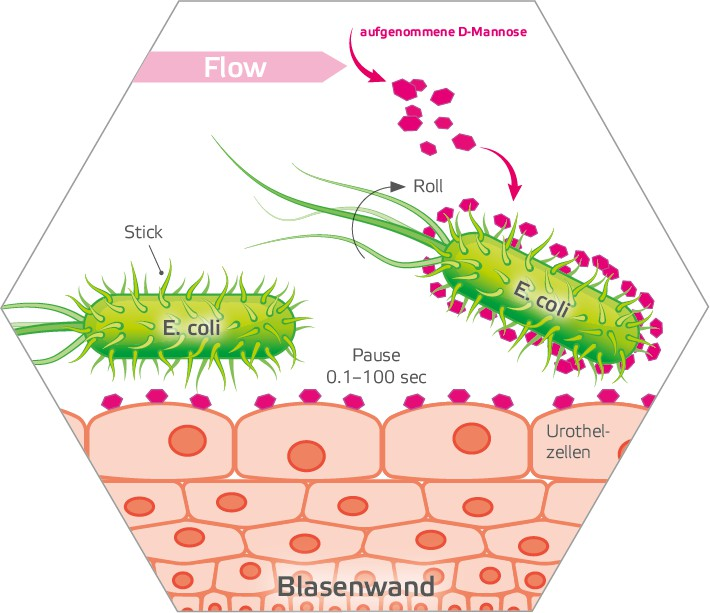 aufgenommene D-Mannose
Flow
Roll
Stick
E. coli
E. coli
Pause
0.1–100 sec
Urothel-
zellen
Blasenwand